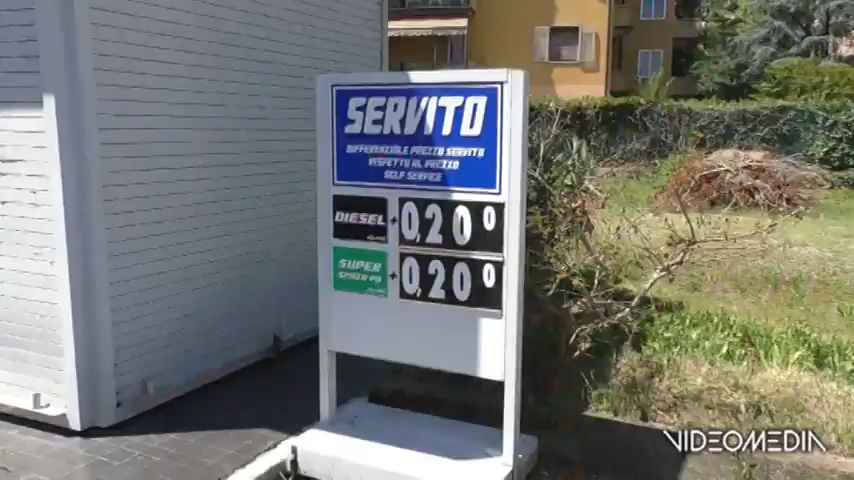 SERVITO
DIFFERENZIALE PREZZO SERVITO
RISPETTO AL PREZZO
SELF SERVICE
DIESEL + 0,20 0
SUPER
SENZA PB + 0,20 0
VIDEOMEDIA